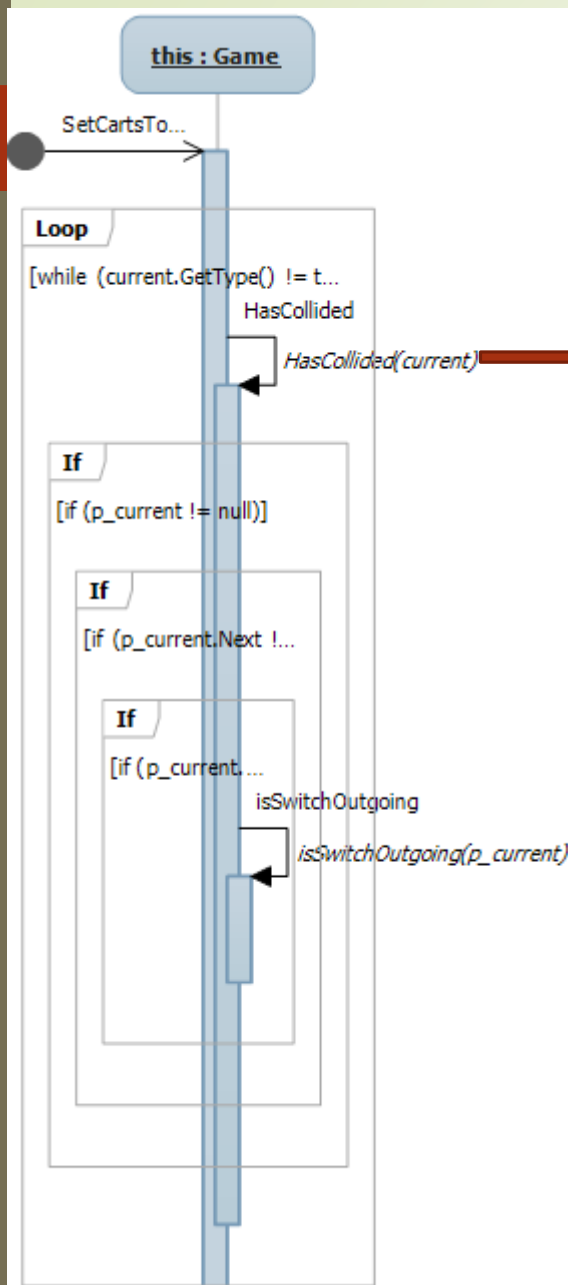 this : Game
SetCartsTo...
Loop
[while (current.GetType() != t...
HasCollided
HasCollided(current)
If
[if (p_current != null)]
If
[if (p_current.Next !...
If
[if (p_current....
isSwitchOutgoing
isSwitchOutgoing(p_current)